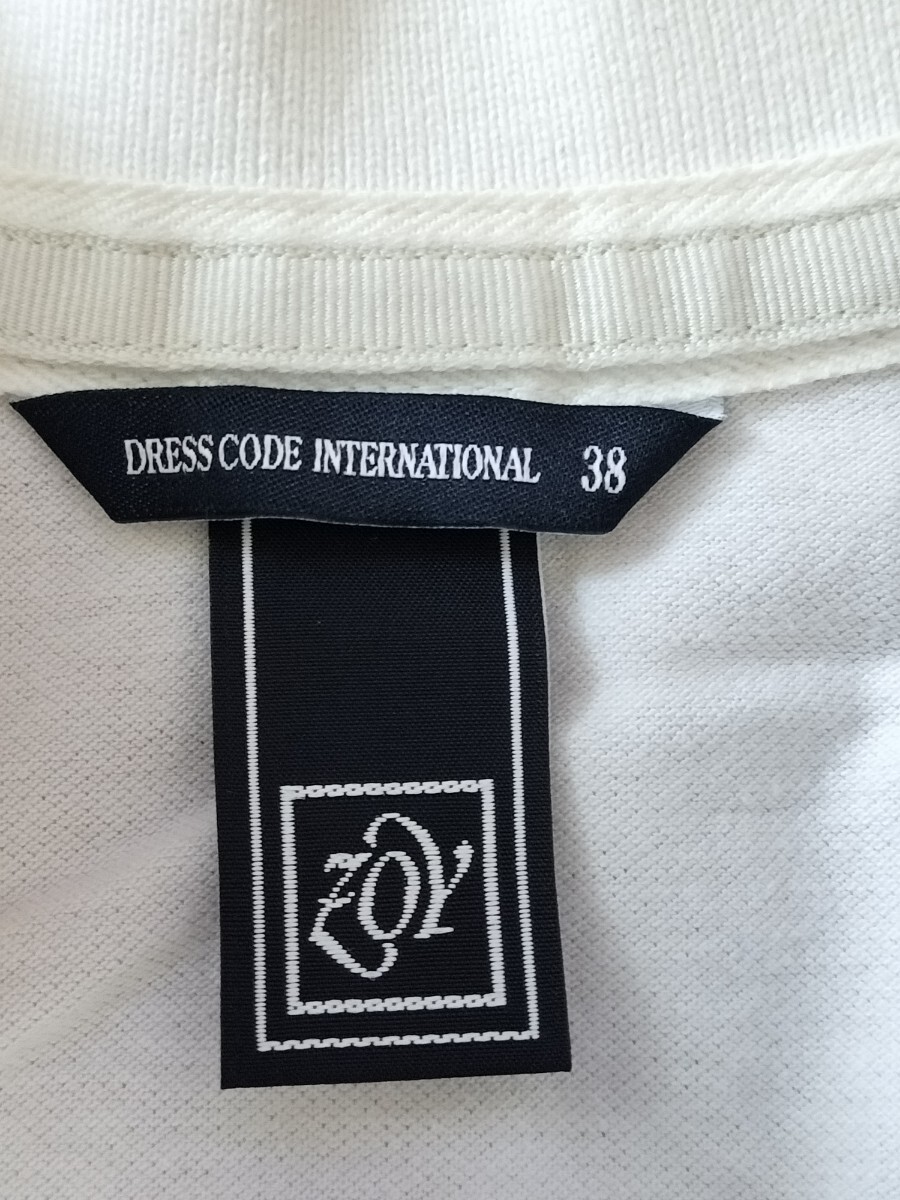 DRESS CODE INTERNATIONAL 38
ZOY